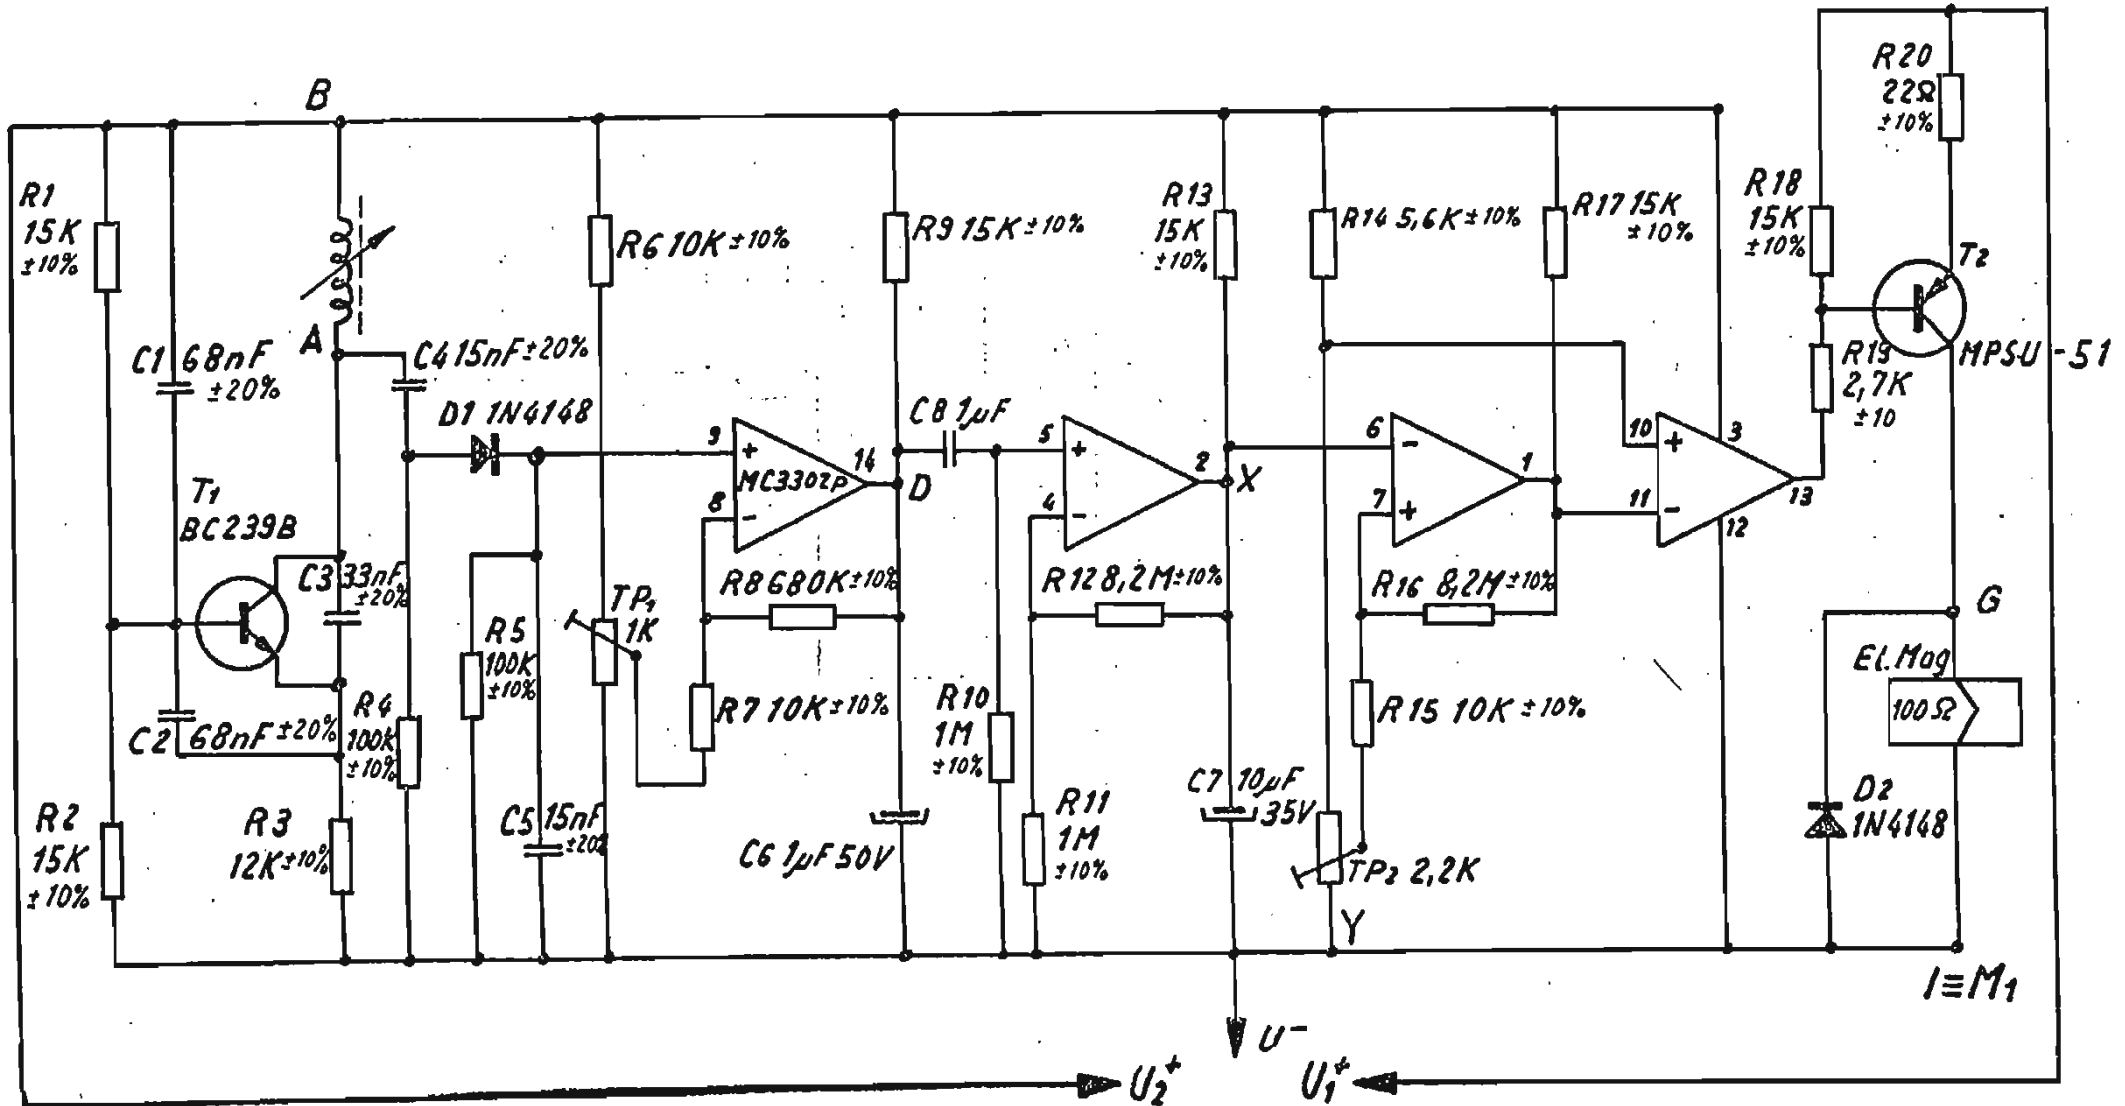 B
R1
15K
±10%
C1 68nF
±20%
A
C4 15nF ±20%
D1 1N4148
T1
BC239B
C3 33nF
±20%
C2 68nF ±20%
R2
15K
±10%
R3
12K ±10%
R4
100K
±10%
R5
100K
±10%
C5 15nF
±20%
R6 10K ±10%
TP1
1K
9
+
MC3302P
8
-
14
D
R7 10K ±10%
R8 680K ±10%
R9 15K ±10%
C6 1µF 50V
C8 1µF
R10
1M
±10%
R11
1M
±10%
5
+
4
-
2
X
R12 8,2M ±10%
R13
15K
±10%
C7 10µF
35V
R14 5,6K ±10%
6
-
7
+
1
R15 10K ±10%
R16 8,2M ±10%
R17 15K
±10%
TP2 2,2K
Y
10
+
11
-
3
12
13
R18
15K
±10%
R19
2,7K
±10
R20
22Ω
±10%
T2
MPSU-51
G
El.Mag
100Ω
D2
1N4148
I≡M1
U-
U2+
U1+